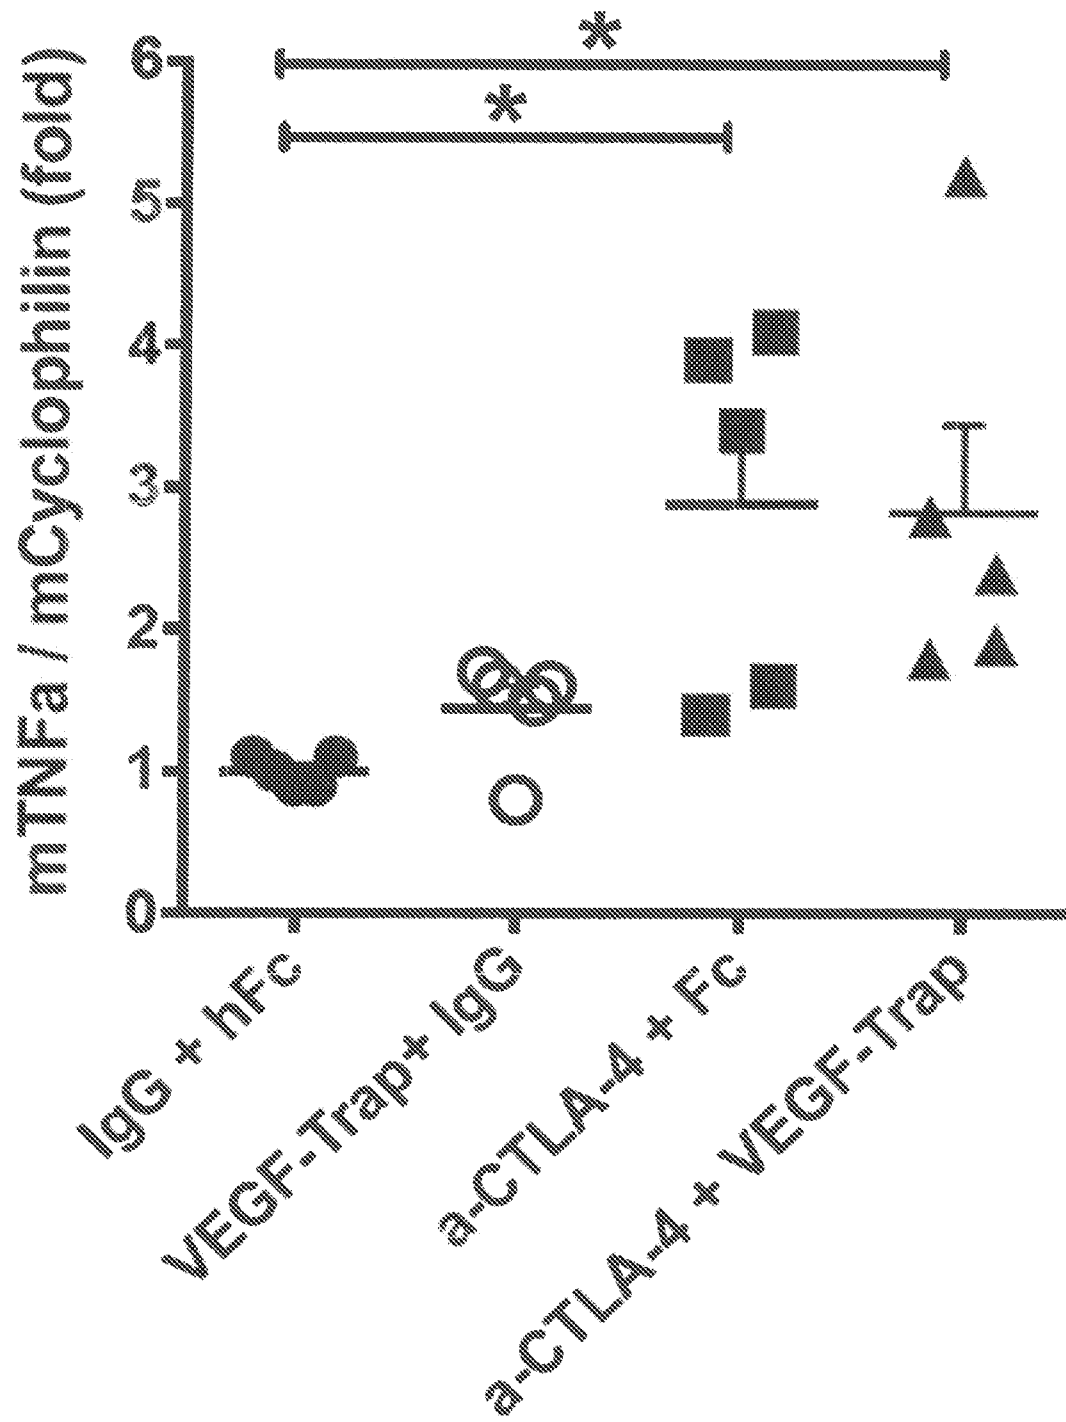 mTNFa / mCyclophilin (fold)
6
5
4
3
2
1
0
*
*
IgG + hFc
VEGF-Trap+ IgG
a-CTLA-4 + Fc
a-CTLA-4 + VEGF-Trap